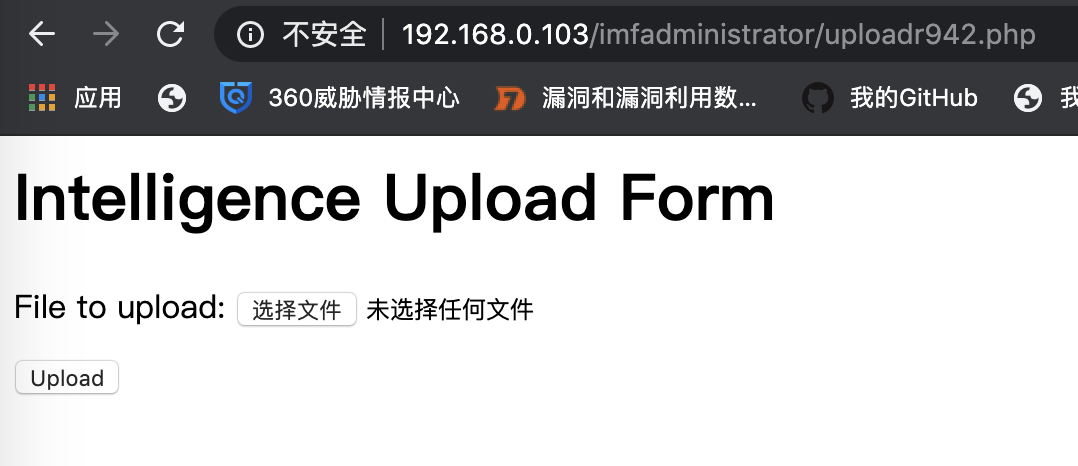 不安全 192.168.0.103/imfadministrator/uploadr942.php
应用 360威胁情报中心 漏洞和漏洞利用数... 我的GitHub
Intelligence Upload Form
File to upload: 选择文件 未选择任何文件
Upload